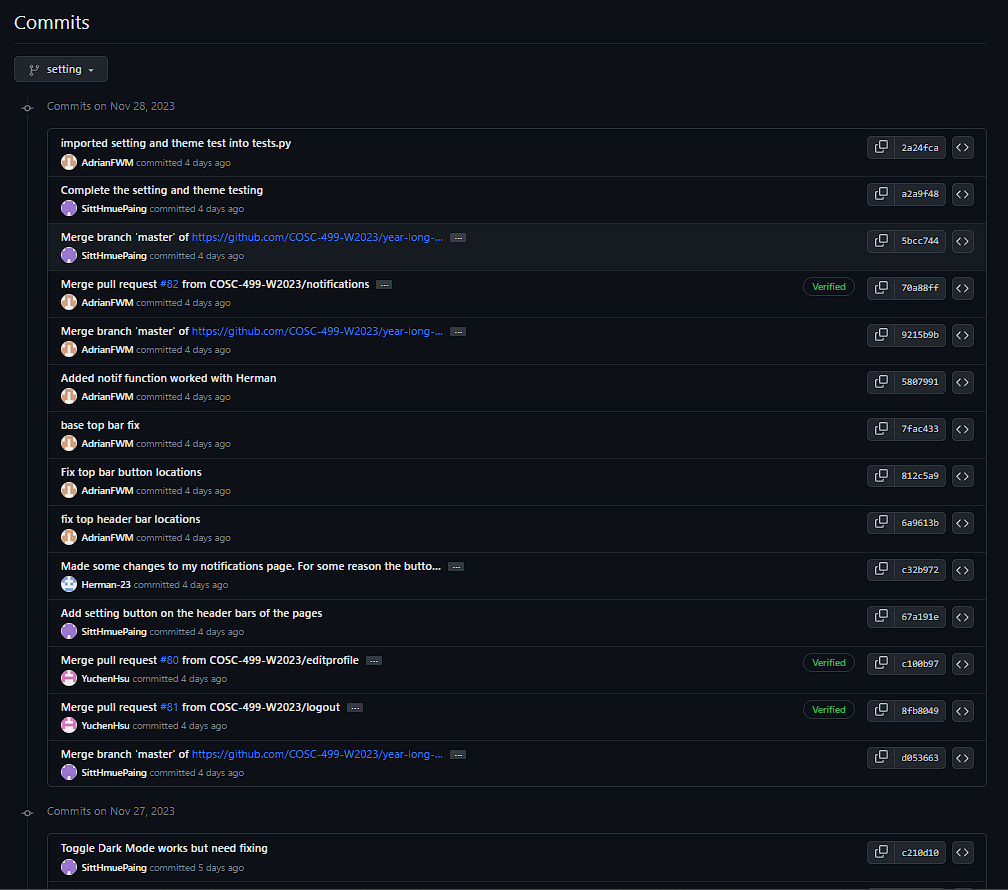 Commits
setting
Commits on Nov 28, 2023
imported setting and theme test into tests.py
AdrianFWM committed 4 days ago
2a24fca
Complete the setting and theme testing
SittHmuePaing committed 4 days ago
a2a9f48
Merge branch 'master' of https://github.com/COSC-499-W2023/year-long-... ...
SittHmuePaing committed 4 days ago
5bcc744
Merge pull request #82 from COSC-499-W2023/notifications ...
AdrianFWM committed 4 days ago
Verified
70a88ff
Merge branch 'master' of https://github.com/COSC-499-W2023/year-long-... ...
AdrianFWM committed 4 days ago
9215b9b
Added notif function worked with Herman
AdrianFWM committed 4 days ago
5807991
base top bar fix
AdrianFWM committed 4 days ago
7fac433
Fix top bar button locations
AdrianFWM committed 4 days ago
812c5a9
fix top header bar locations
AdrianFWM committed 4 days ago
6a9613b
Made some changes to my notifications page. For some reason the butto... ...
Herman-23 committed 4 days ago
c32b972
Add setting button on the header bars of the pages
SittHmuePaing committed 4 days ago
67a191e
Merge pull request #80 from COSC-499-W2023/editprofile ...
YuchenHsu committed 4 days ago
Verified
c100b97
Merge pull request #81 from COSC-499-W2023/logout ...
YuchenHsu committed 4 days ago
Verified
8fb8049
Merge branch 'master' of https://github.com/COSC-499-W2023/year-long-... ...
SittHmuePaing committed 4 days ago
d053663
Commits on Nov 27, 2023
Toggle Dark Mode works but need fixing
SittHmuePaing committed 5 days ago
c210d10